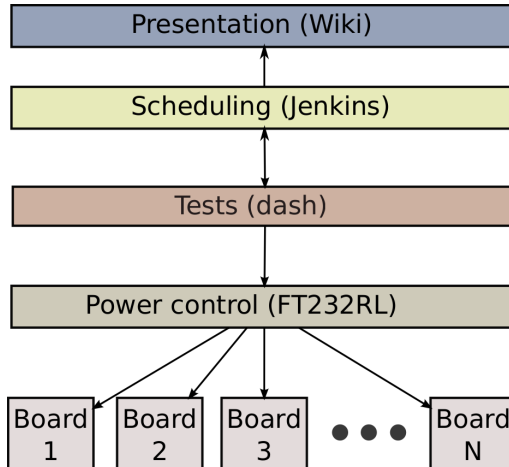 Presentation (Wiki)
Scheduling (Jenkins)
Tests (dash)
Power control (FT232RL)
Board
1
Board
2
Board
3
Board
N